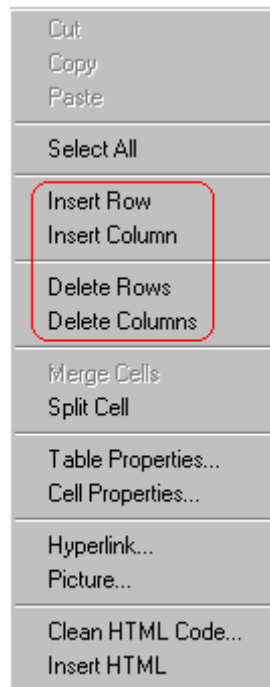 Cut
Copy
Paste
Select All
Insert Row
Insert Column
Delete Rows
Delete Columns
Merge Cells
Split Cell
Table Properties...
Cell Properties...
Hyperlink...
Picture...
Clean HTML Code...
Insert HTML